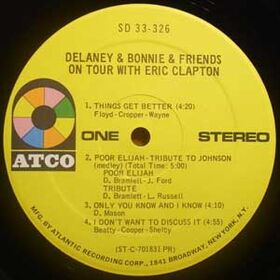 SD 33-326
DELANEY & BONNIE & FRIENDS
ON TOUR WITH ERIC CLAPTON
1. THINGS GET BETTER (4:20)
Floyd-Cropper-Wayne
ONE STEREO
ATCO
2. POOR ELIJAH-TRIBUTE TO JOHNSON
(medley) (Total Time: 5:00)
POOR ELIJAH
D. Bramlett-J. Ford
TRIBUTE
D. Bramlett-L. Russell
3. ONLY YOU KNOW AND I KNOW (4:10)
D. Mason
4. I DON'T WANT TO DISCUSS IT (4:55)
Beatty-Cooper-Shelby
(ST-C-701831-PR)
MFG. BY ATLANTIC RECORDING CORP., 1841 BROADWAY, NEW YORK, N.Y.